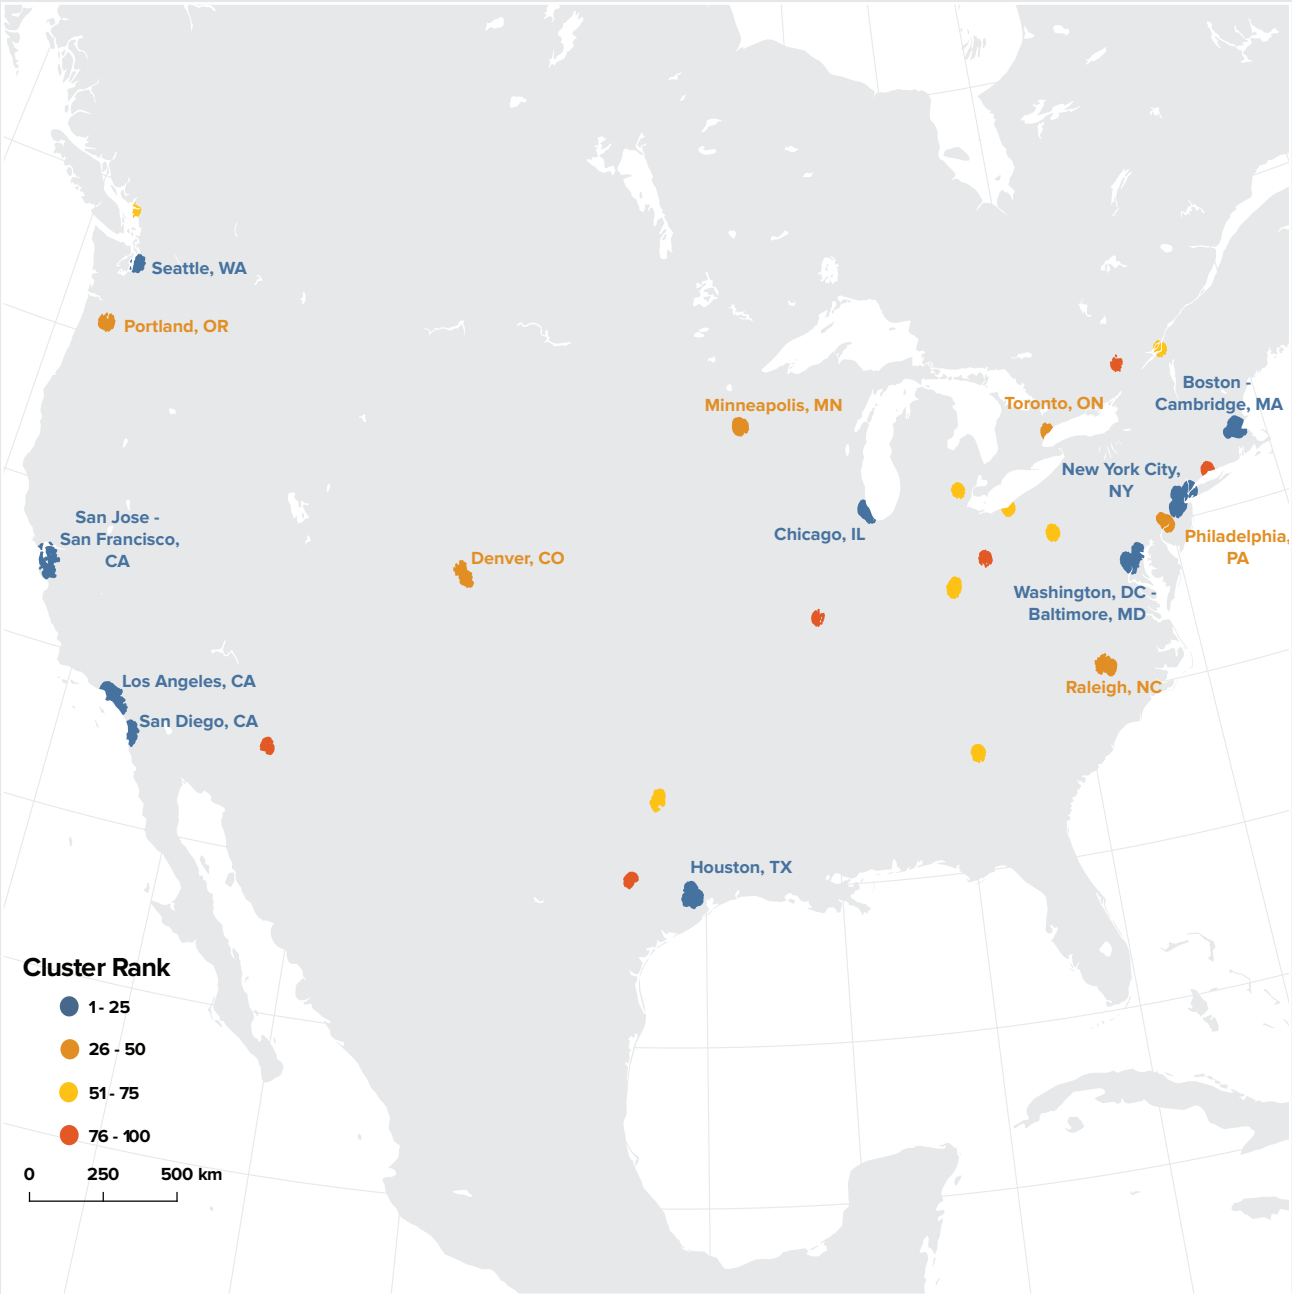 Seattle, WA
Portland, OR
Boston -
Cambridge, MA
Minneapolis, MN
Toronto, ON
New York City,
NY
San Jose -
San Francisco,
CA
Chicago, IL
Philadelphia,
PA
Denver, CO
Washington, DC -
Baltimore, MD
Los Angeles, CA
Raleigh, NC
San Diego, CA
Houston, TX
Cluster Rank
1 - 25
26 - 50
51 - 75
76 - 100
0 250 500 km